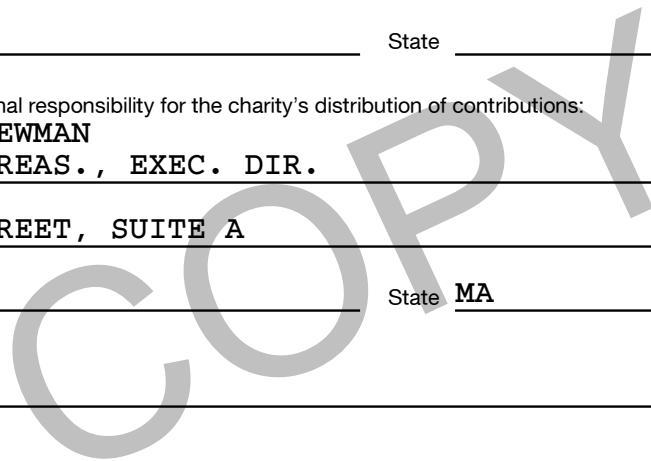 State
nal responsibility for the charity's distribution of contributions:
EWMAN
REAS., EXEC. DIR.
REET, SUITE A
State MA
COPY